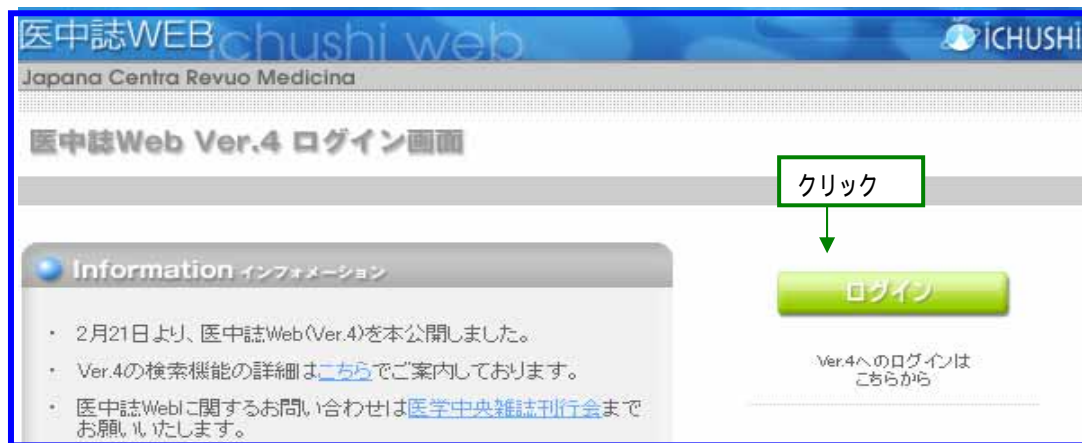 医中誌WEB ichushi web
ICHUSHI
Japana Centra Revuo Medicina
医中誌Web Ver.4 ログイン画面
クリック
Information インフォメーション
ログイン
・ 2月21日より、医中誌Web(Ver.4)を本公開しました。
・ Ver.4の検索機能の詳細はこちらでご案内しております。
・ 医中誌Webに関するお問い合わせは医学中央雑誌刊行会まで
お願いいたします。
Ver.4へのログインは
こちらから